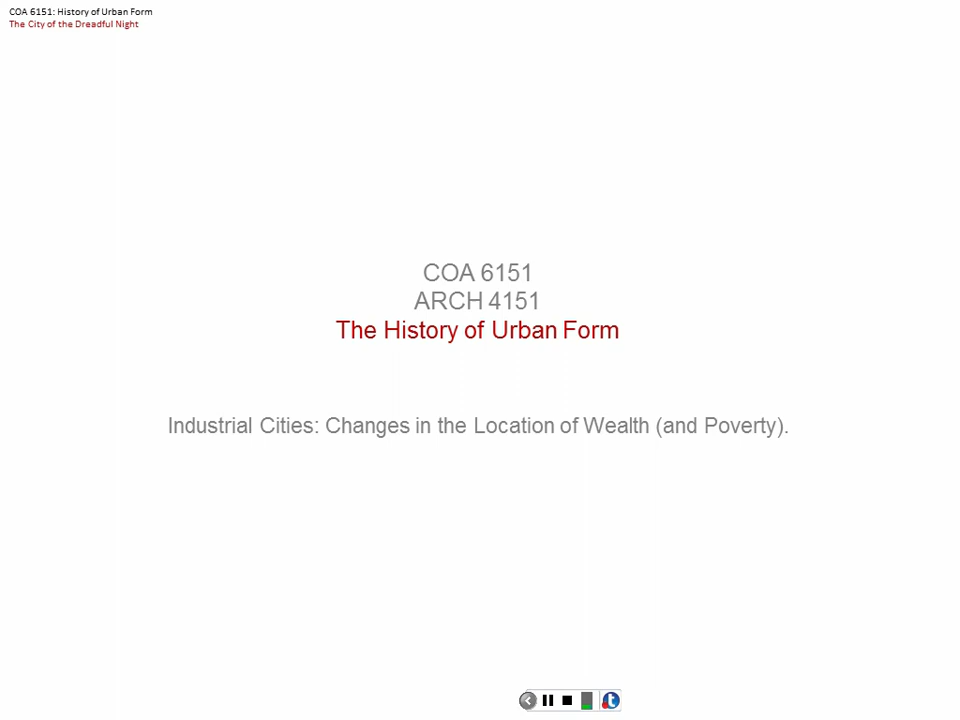 COA 6151: History of Urban Form
The City of the Dreadful Night
COA 6151
ARCH 4151
The History of Urban Form
Industrial Cities: Changes in the Location of Wealth (and Poverty).